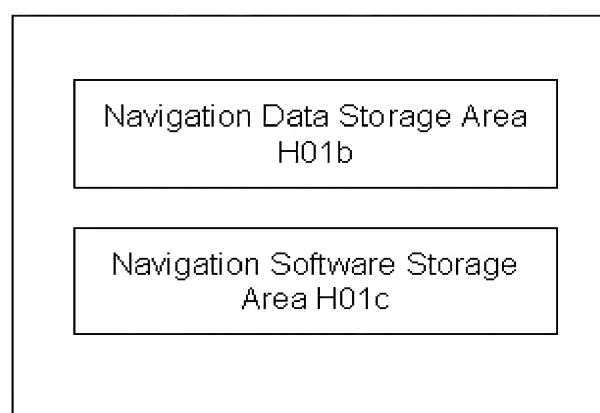 Navigation Data Storage Area
H01b
Navigation Software Storage
Area H01c